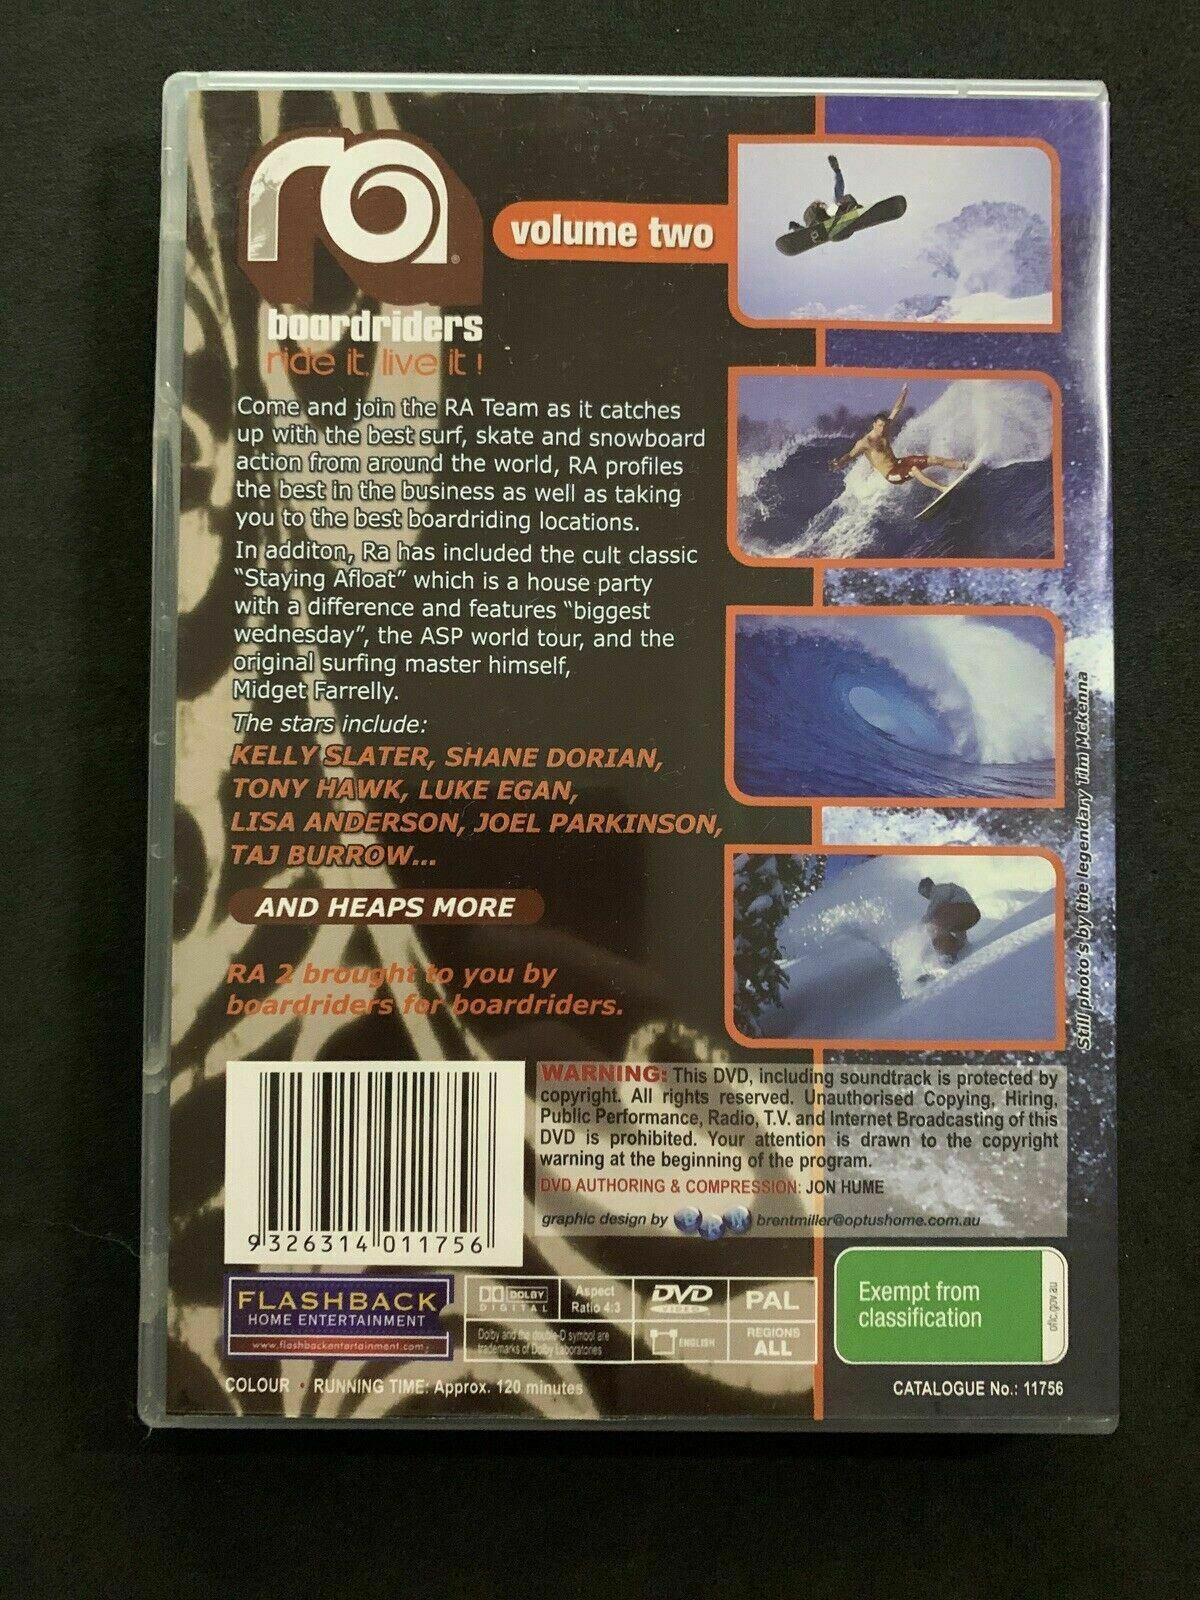 ra
volume two
boardriders
ride it, live it !
Come and join the RA Team as it catches
up with the best surf, skate and snowboard
action from around the world, RA profiles
the best in the business as well as taking
you to the best boardriding locations.
In additon, Ra has included the cult classic
“Staying Afloat” which is a house party
with a difference and features “biggest
wednesday”, the ASP world tour, and the
original surfing master himself,
Midget Farrelly.
The stars include:
KELLY SLATER, SHANE DORIAN,
TONY HAWK, LUKE EGAN,
LISA ANDERSON, JOEL PARKINSON,
TAJ BURROW...
AND HEAPS MORE
RA 2 brought to you by
boardriders for boardriders.
Still photo's by the legendary Tim Mckenna
WARNING: This DVD, including soundtrack is protected by
copyright. All rights reserved. Unauthorised Copying, Hiring,
Public Performance, Radio, T.V. and Internet Broadcasting of this
DVD is prohibited. Your attention is drawn to the copyright
warning at the beginning of the program.
DVD AUTHORING & COMPRESSION: JON HUME
graphic design by BRM brentmiller@optushome.com.au
9 326314 011756
FLASHBACK
HOME ENTERTAINMENT
www.flashbackentertainment.com
DOLBY
DIGITAL
Aspect
Ratio 4:3
DVD
VIDEO
PAL
Dolby and the double-D symbol are
trademarks of Dolby Laboratories
ENGLISH
REGIONS
ALL
Exempt from
classification
oflc.gov.au
COLOUR • RUNNING TIME: Approx. 120 minutes
CATALOGUE No.: 11756